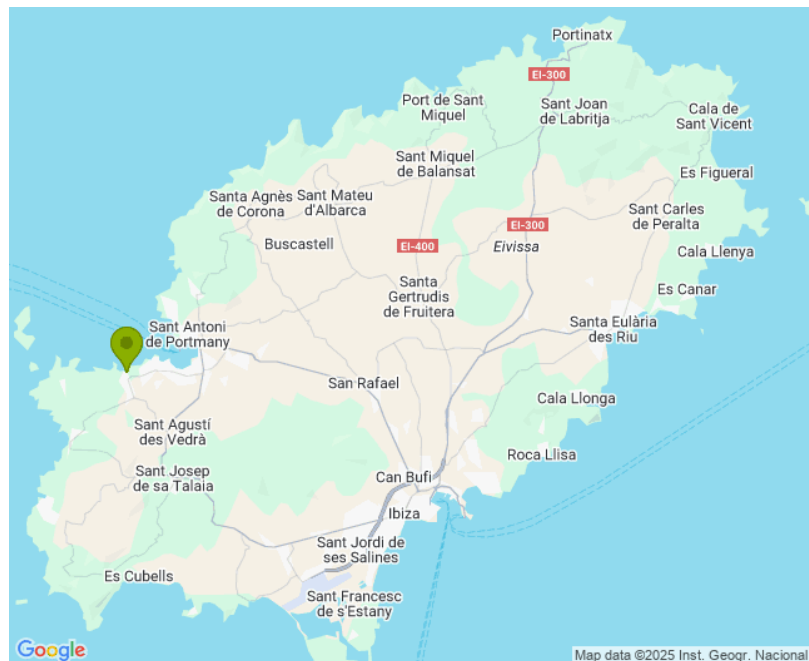 Portinatx
EI-300
Port de Sant
Miquel
Sant Joan
de Labritja
Cala de
Sant Vicent
Sant Miquel
de Balansat
Es Figueral
Santa Agnès
de Corona
Sant Mateu
d'Albarca
Sant Carles
de Peralta
EI-300
Buscastell
EI-400
Eivissa
Cala Llenya
Santa
Gertrudis
de Fruitera
Es Canar
Sant Antoni
de Portmany
Santa Eulària
des Riu
San Rafael
Cala Llonga
Sant Agustí
des Vedrà
Roca Llisa
Sant Josep
de sa Talaia
Can Bufi
Ibiza
Sant Jordi de
ses Salines
Es Cubells
Sant Francesc
de s'Estany
Google
Map data ©2025 Inst. Geogr. Nacional